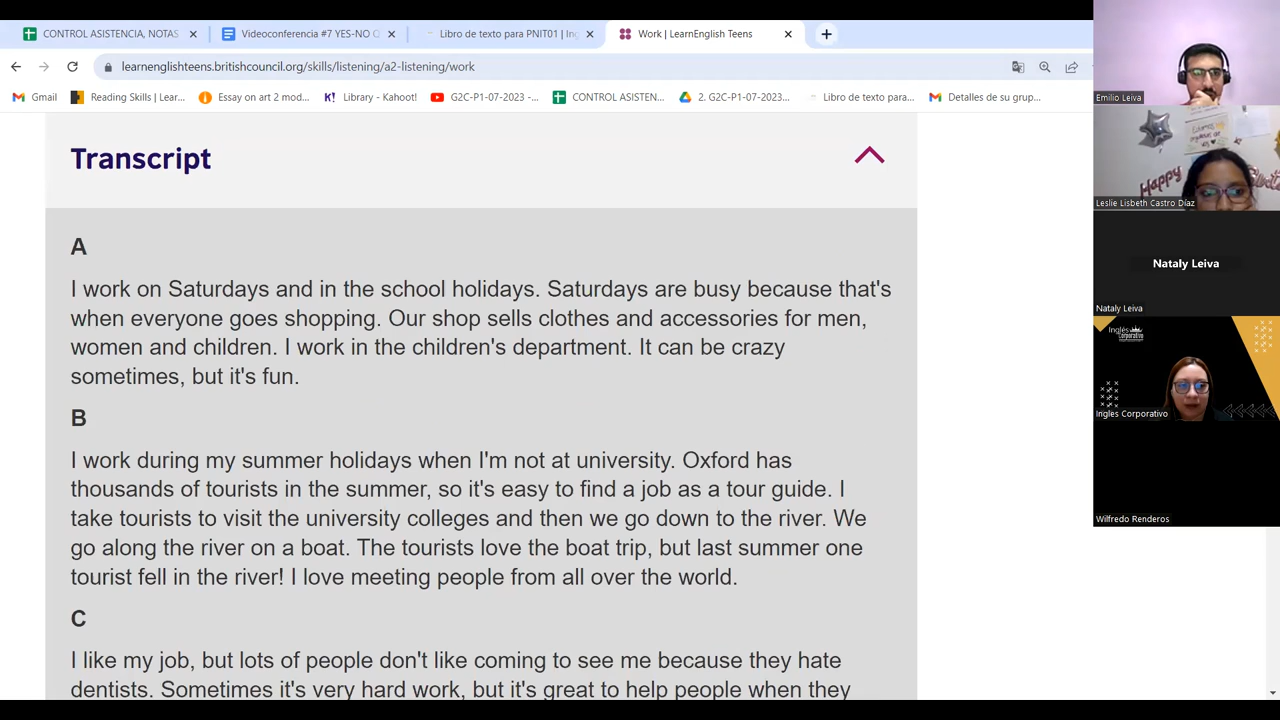 CONTROL ASISTENCIA, NOTAS
Videoconferencia #7 YES-NO Q
Libro de texto para PNIT01 | Ing
Work | LearnEnglish Teens
learnenglishteens.britishcouncil.org/skills/listening/a2-listening/work
Gmail
Reading Skills | Lear...
Essay on art 2 mod...
Library - Kahoot!
G2C-P1-07-2023 -...
CONTROL ASISTEN...
2. G2C-P1-07-2023...
Libro de texto para...
Detalles de su grup...
Transcript
A
I work on Saturdays and in the school holidays. Saturdays are busy because that's
when everyone goes shopping. Our shop sells clothes and accessories for men,
women and children. I work in the children's department. It can be crazy
sometimes, but it's fun.
B
I work during my summer holidays when I'm not at university. Oxford has
thousands of tourists in the summer, so it's easy to find a job as a tour guide. I
take tourists to visit the university colleges and then we go down to the river. We
go along the river on a boat. The tourists love the boat trip, but last summer one
tourist fell in the river! I love meeting people from all over the world.
C
I like my job, but lots of people don't like coming to see me because they hate
dentists. Sometimes it's very hard work, but it's great to help people when they
Emilio Leiva
Happy
Leslie Lisbeth Castro Díaz
Nataly Leiva
Nataly Leiva
Inglés
Corporativo
Ingles Corporativo
Wilfredo Renderos